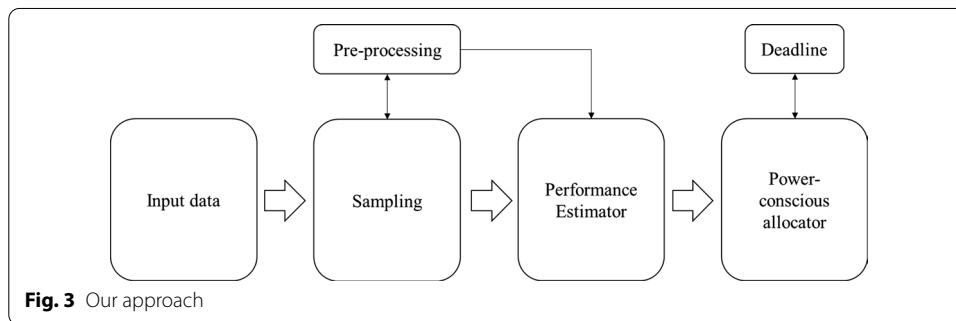 Pre-processing
Deadline
Input data
Sampling
Performance
Estimator
Power-
conscious
allocator
Fig. 3 Our approach